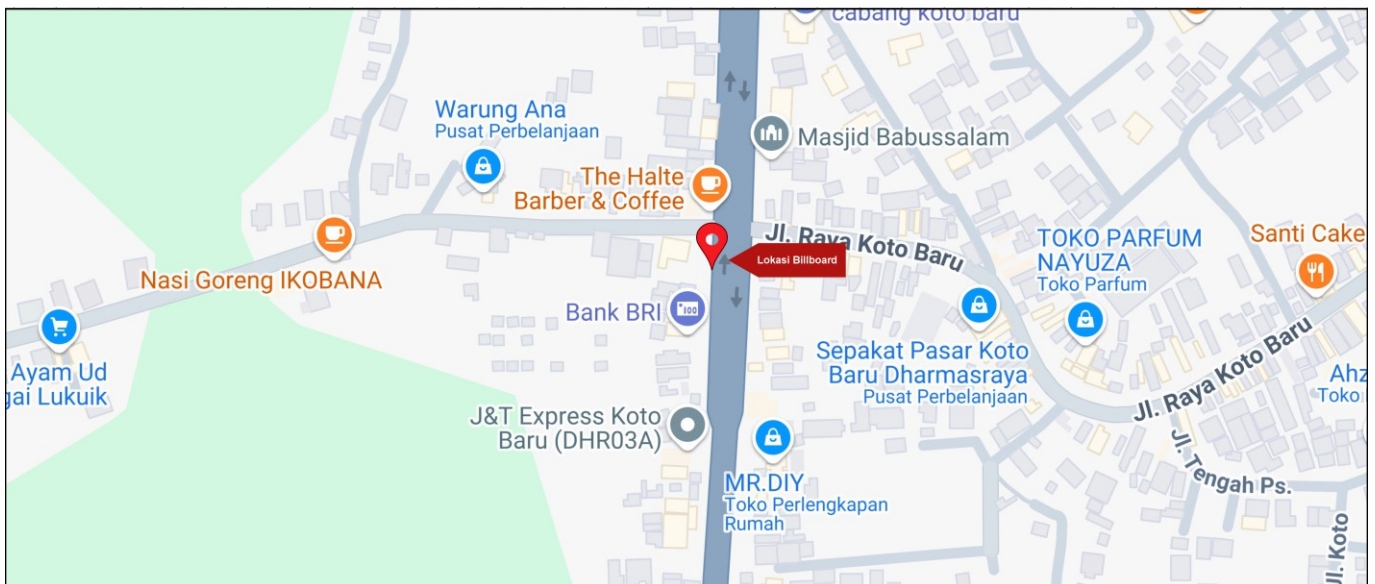 cabang koto baru
Warung Ana
Pusat Perbelanjaan
Masjid Babussalam
The Halte
Barber & Coffee
Jl. Raya Koto Baru
TOKO PARFUM
NAYUZA
Toko Parfum
Santi Cake
Lokasi Billboard
Nasi Goreng IKOBANA
Bank BRI
100
Sepakat Pasar Koto
Baru Dharmasraya
Pusat Perbelanjaan
Ayam Ud
gai Lukuik
Jl. Raya Koto Baru
Ahz
Toko
J&T Express Koto
Baru (DHR03A)
Jl. Tengah Ps.
MR.DIY
Toko Perlengkapan
Rumah
Jl. Koto